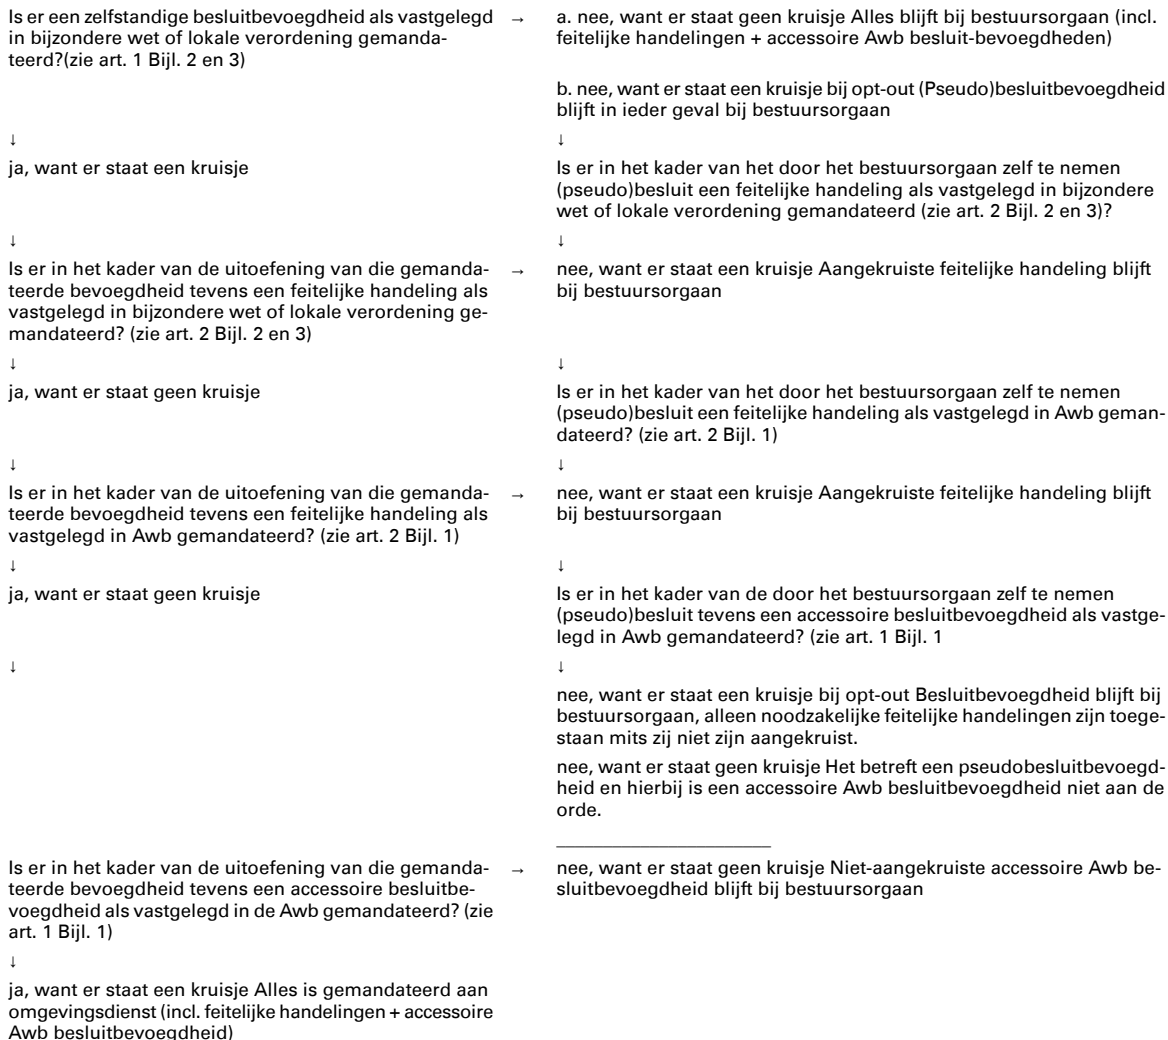 Is er een zelfstandige besluitbevoegdheid als vastgelegd →
in bijzondere wet of lokale verordening gemanda-
teerd?(zie art. 1 Bijl. 2 en 3)
a. nee, want er staat geen kruisje Alles blijft bij bestuursorgaan (incl.
feitelijke handelingen + accessoire Awb besluit-bevoegdheden)
b. nee, want er staat een kruisje bij opt-out (Pseudo)besluitbevoegdheid
blijft in ieder geval bij bestuursorgaan
↓
↓
ja, want er staat een kruisje
Is er in het kader van het door het bestuursorgaan zelf te nemen
(pseudo)besluit een feitelijke handeling als vastgelegd in bijzondere
wet of lokale verordening gemandateerd (zie art. 2 Bijl. 2 en 3)?
↓
↓
Is er in het kader van de uitoefening van die gemanda- →
teerde bevoegdheid tevens een feitelijke handeling als
vastgelegd in bijzondere wet of lokale verordening ge-
mandateerd? (zie art. 2 Bijl. 2 en 3)
nee, want er staat een kruisje Aangekruiste feitelijke handeling blijft
bij bestuursorgaan
↓
↓
ja, want er staat geen kruisje
Is er in het kader van het door het bestuursorgaan zelf te nemen
(pseudo)besluit een feitelijke handeling als vastgelegd in Awb geman-
dateerd? (zie art. 2 Bijl. 1)
↓
↓
Is er in het kader van de uitoefening van die gemanda- →
teerde bevoegdheid tevens een feitelijke handeling als
vastgelegd in Awb gemandateerd? (zie art. 2 Bijl. 1)
nee, want er staat een kruisje Aangekruiste feitelijke handeling blijft
bij bestuursorgaan
↓
↓
ja, want er staat geen kruisje
Is er in het kader van de door het bestuursorgaan zelf te nemen
(pseudo)besluit tevens een accessoire besluitbevoegdheid als vastge-
legd in Awb gemandateerd? (zie art. 1 Bijl. 1
↓
↓
nee, want er staat een kruisje bij opt-out Besluitbevoegdheid blijft bij
bestuursorgaan, alleen noodzakelijke feitelijke handelingen zijn toege-
staan mits zij niet zijn aangekruist.
nee, want er staat geen kruisje Het betreft een pseudobesluitbevoegd-
heid en hierbij is een accessoire Awb besluitbevoegdheid niet aan de
orde.
Is er in het kader van de uitoefening van die gemanda- →
teerde bevoegdheid tevens een accessoire besluitbe-
voegdheid als vastgelegd in de Awb gemandateerd? (zie
art. 1 Bijl. 1)
nee, want er staat geen kruisje Niet-aangekruiste accessoire Awb be-
sluitbevoegdheid blijft bij bestuursorgaan
↓
ja, want er staat een kruisje Alles is gemandateerd aan
omgevingsdienst (incl. feitelijke handelingen + accessoire
Awb besluitbevoegdheid)